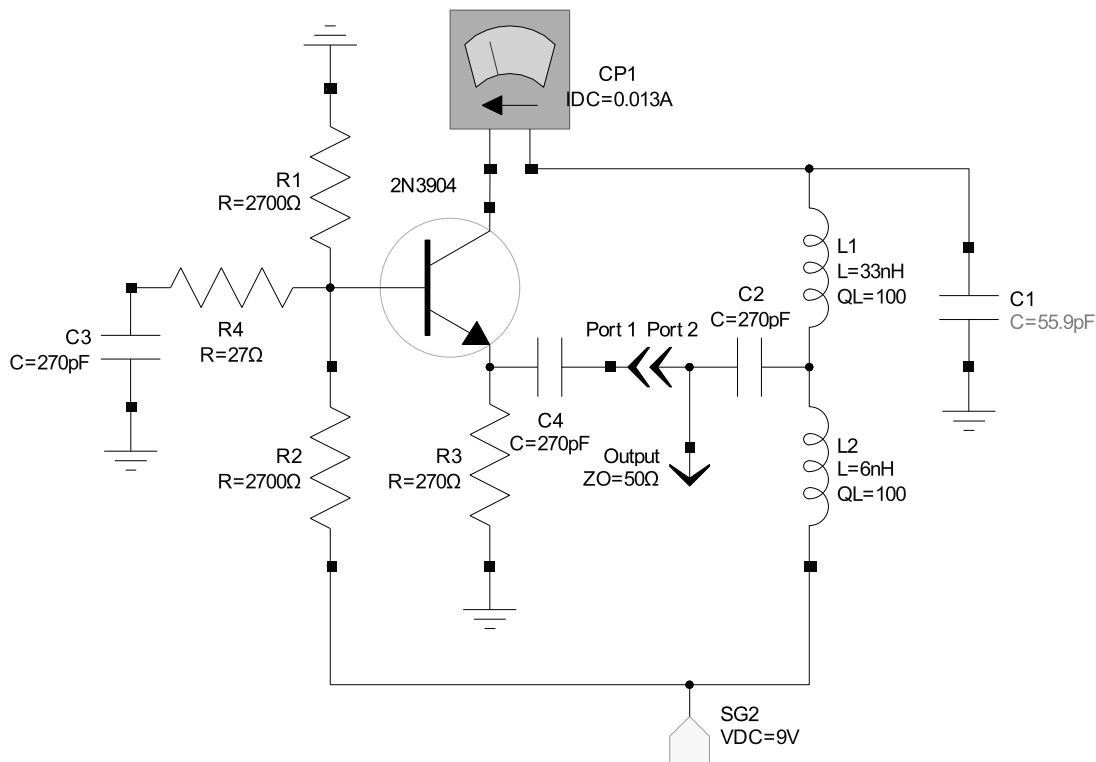 CP1
IDC=0.013A
R1
R=2700Ω
2N3904
L1
L=33nH
QL=100
C1
C=55.9pF
C2
C=270pF
Port 1
Port 2
C3
C=270pF
R4
R=27Ω
C4
C=270pF
R2
R=2700Ω
R3
R=270Ω
Output
ZO=50Ω
L2
L=6nH
QL=100
SG2
VDC=9V